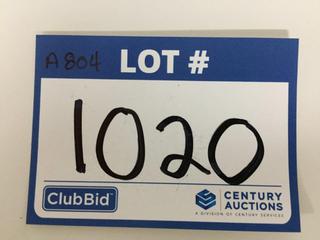 A804 LOT #
1020
ClubBid
CENTURY
AUCTIONS
A DIVISION OF CENTURY SERVICES